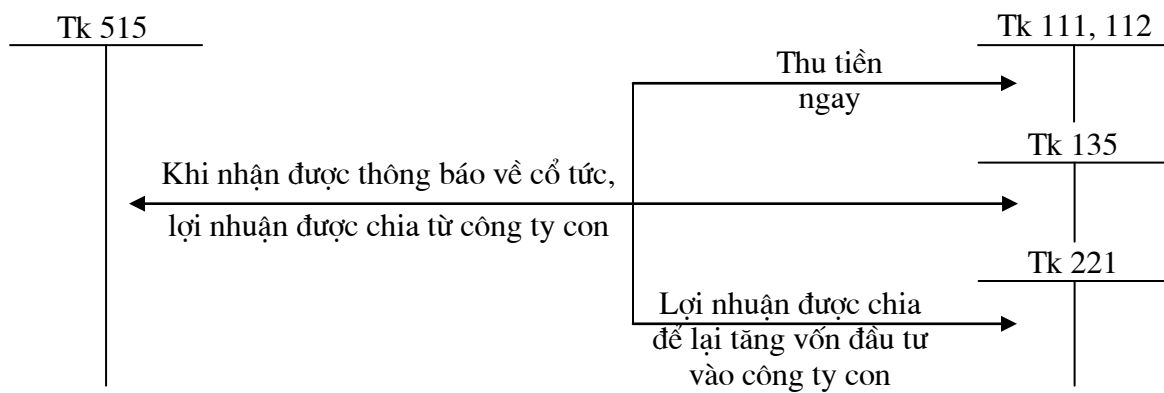 Tk 515
Tk 111, 112
Thu tiền
ngay
Tk 135
Khi nhận được thông báo về cổ tức,
lợi nhuận được chia từ công ty con
Tk 221
Lợi nhuận được chia
để lại tăng vốn đầu tư
vào công ty con